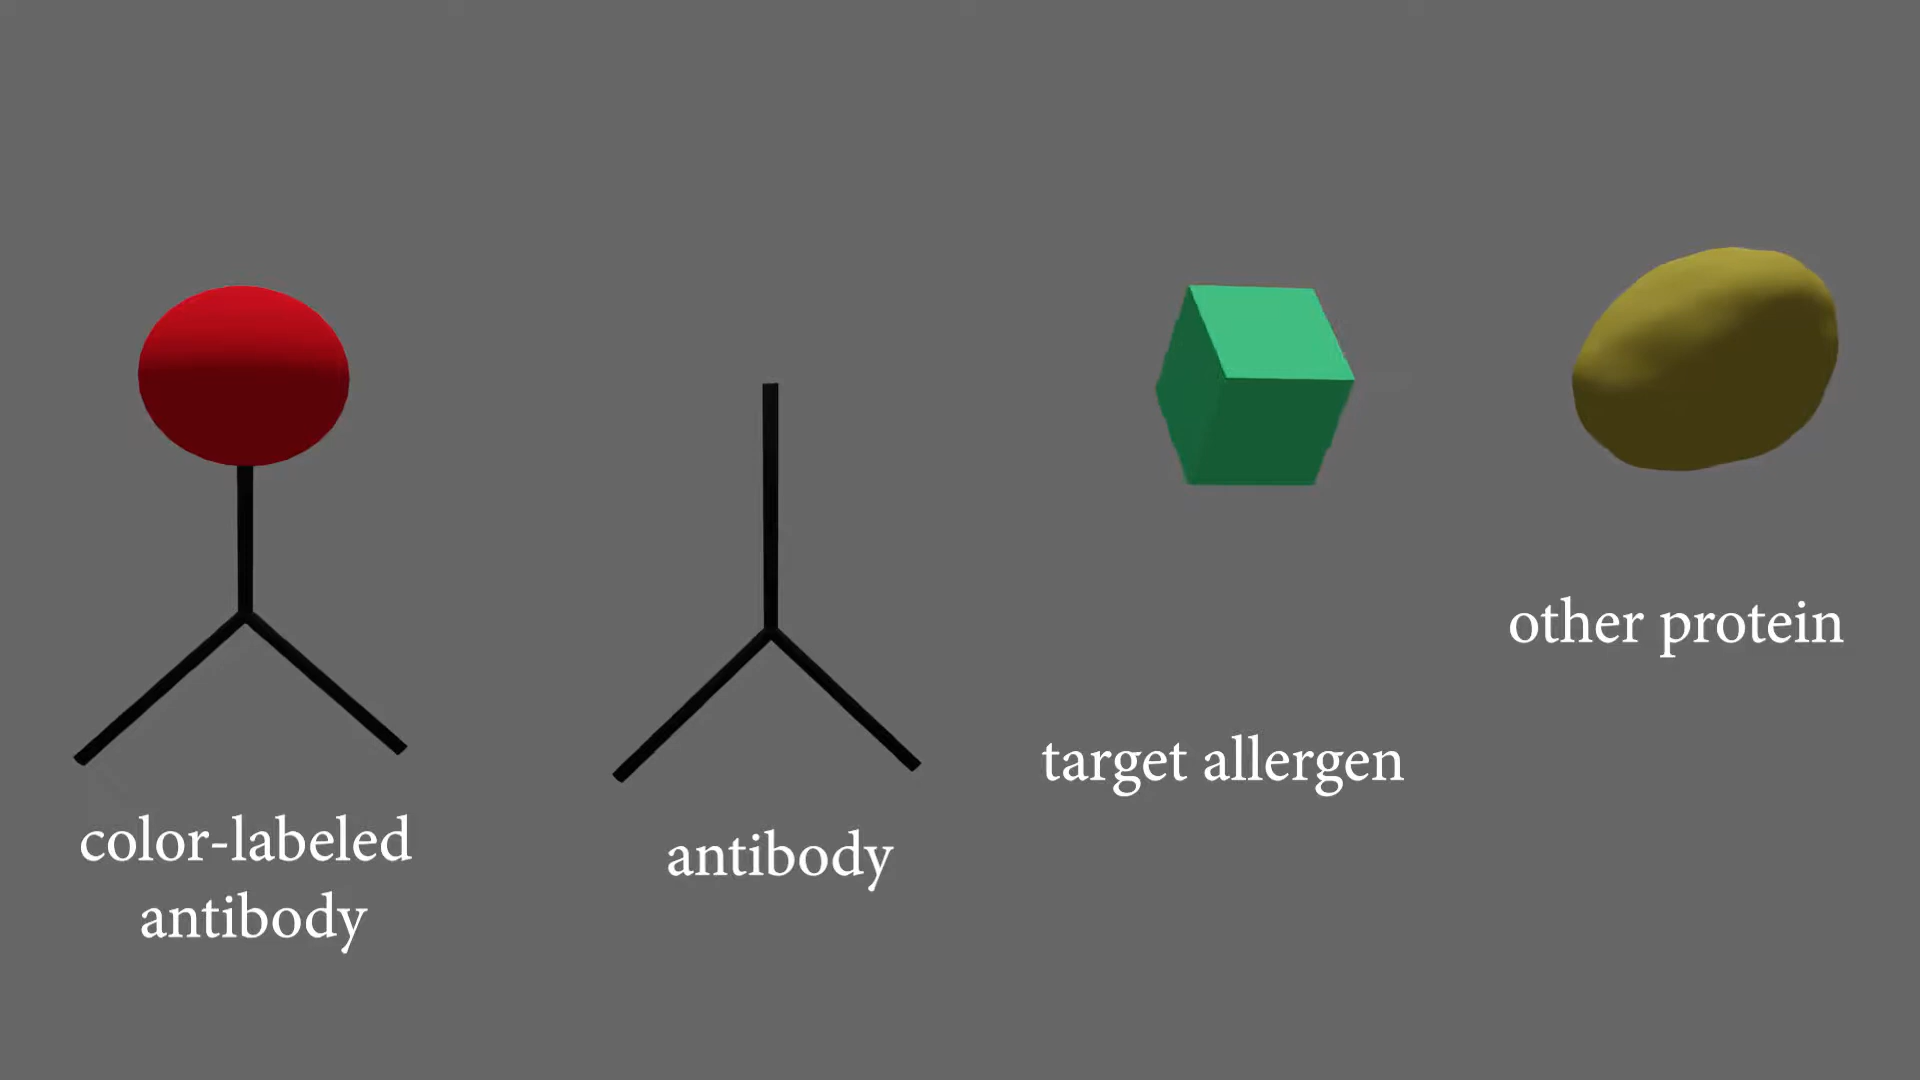 color-labeled
antibody
antibody
target allergen
other protein